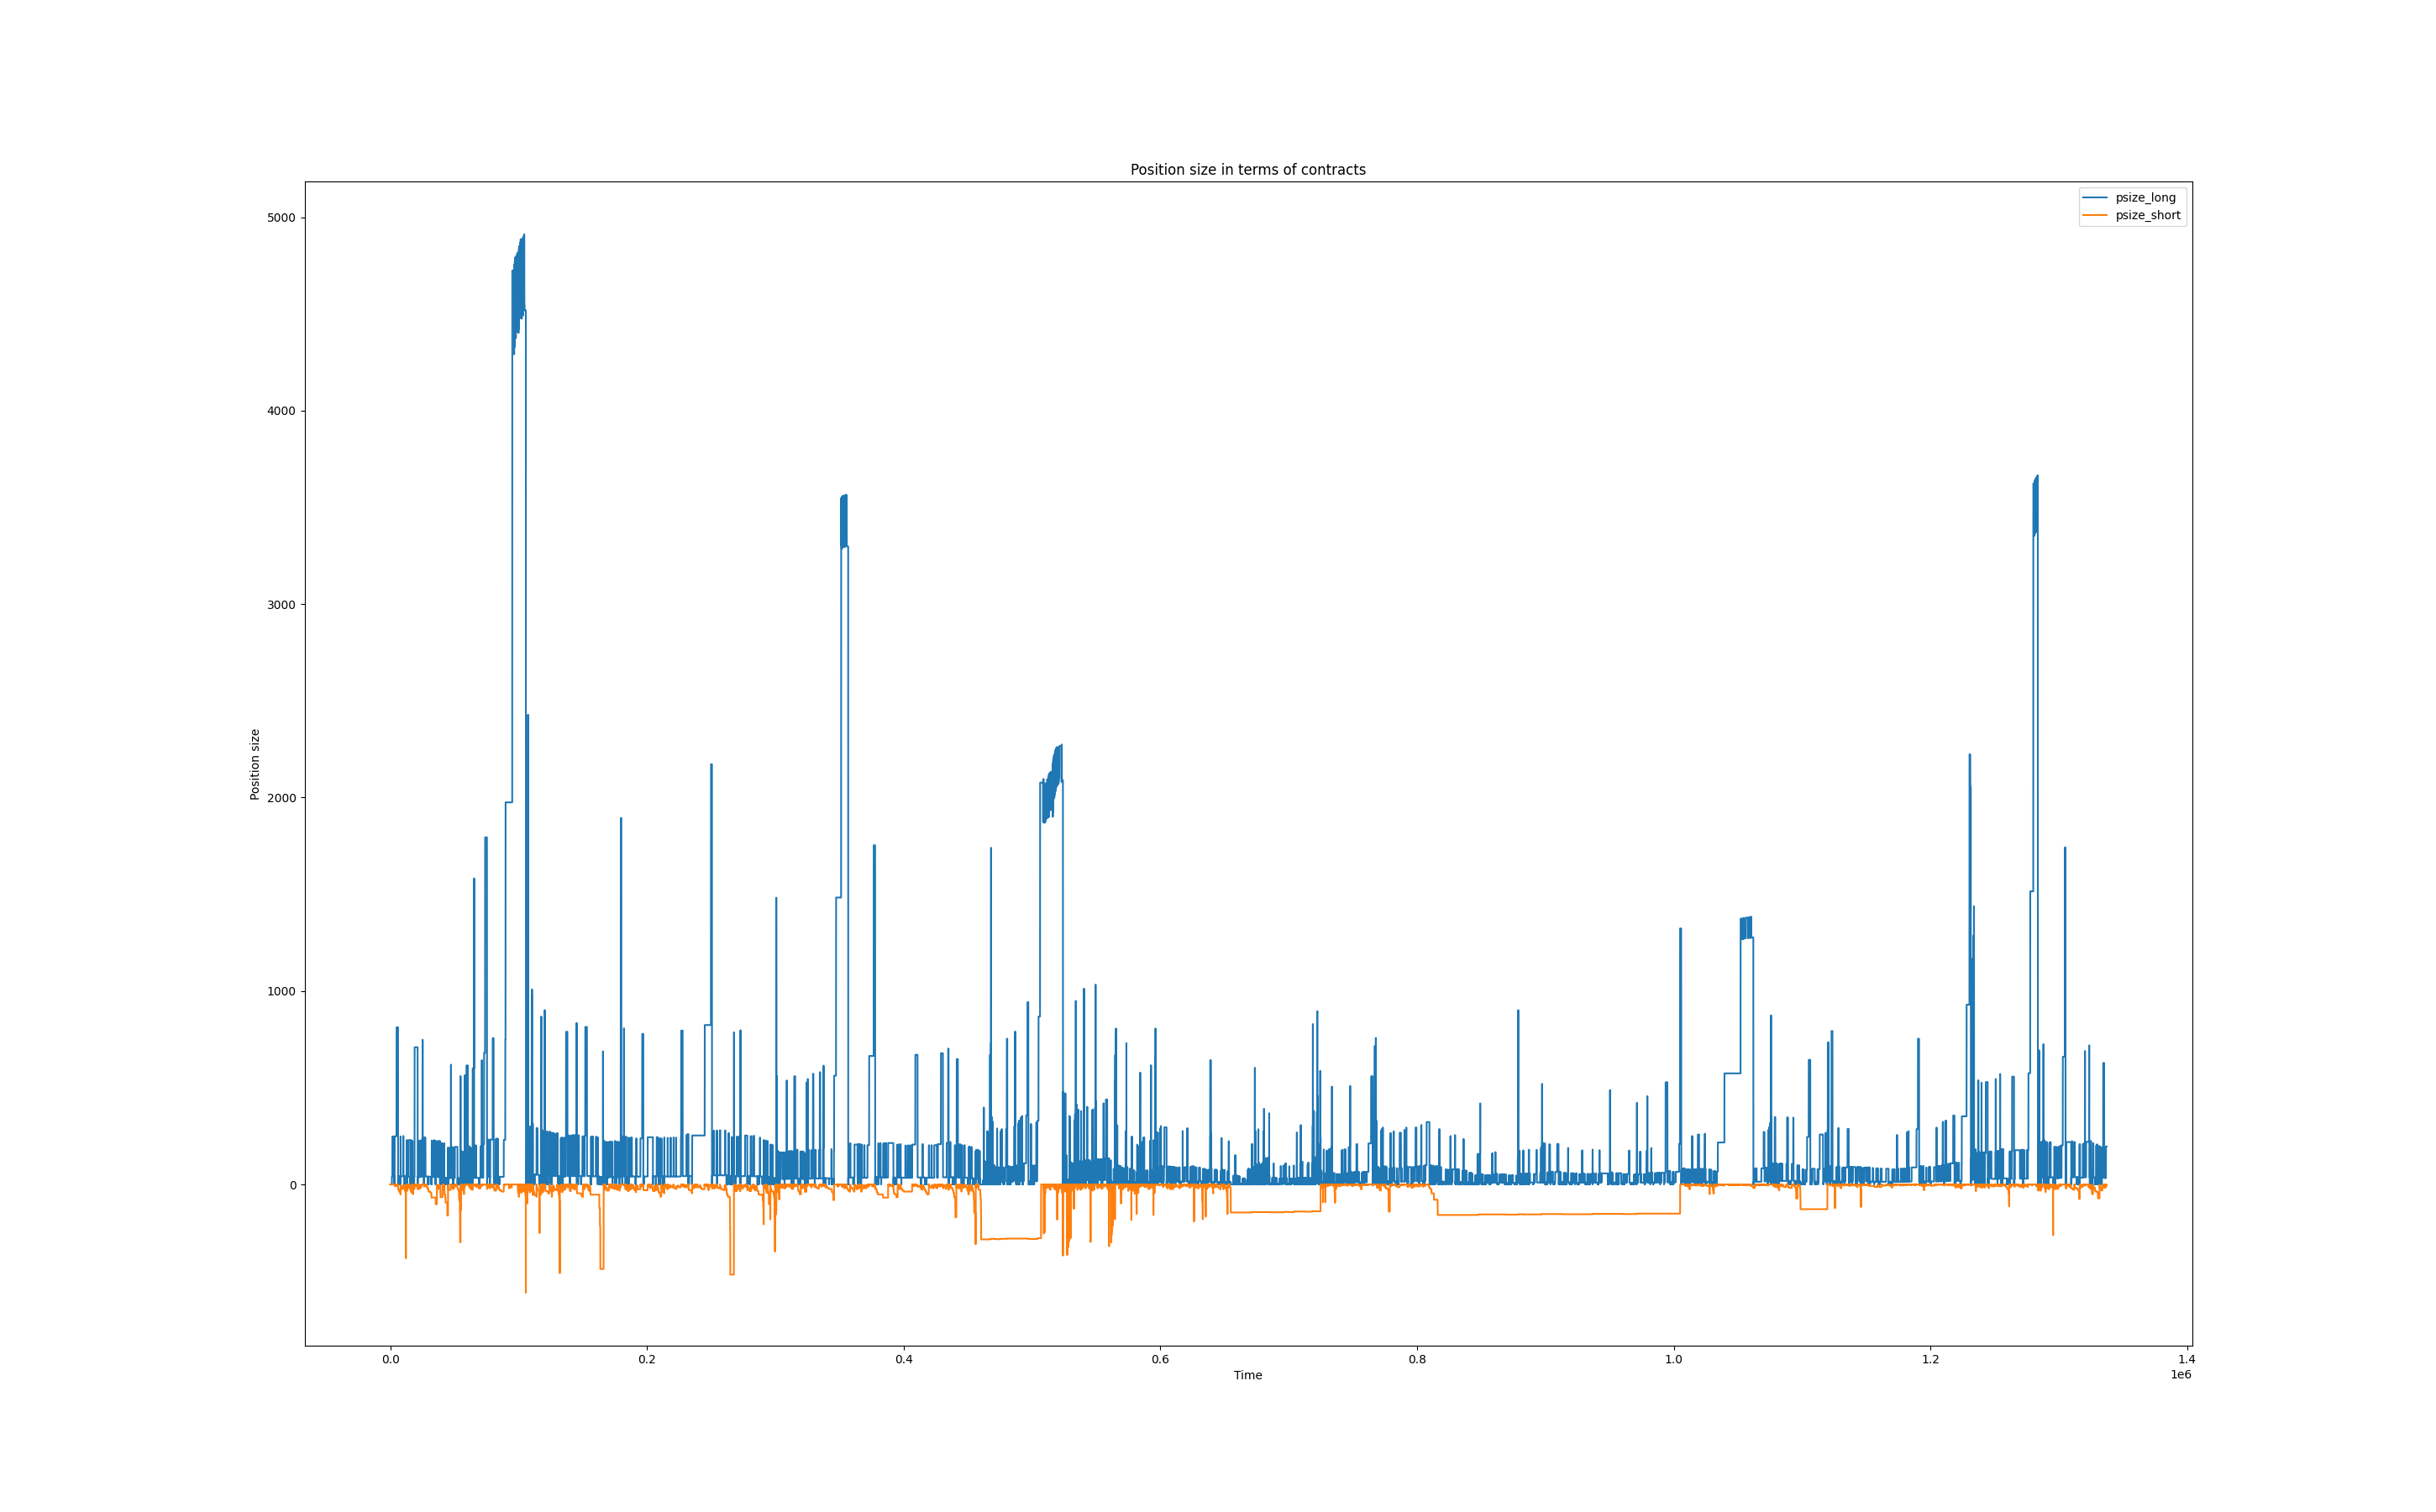 Position size in terms of contracts
psize_long
psize_short
5000
4000
3000
2000
1000
0
Position size
0.0 0.2 0.4 0.6 0.8 1.0 1.2 1.4
Time
1e6